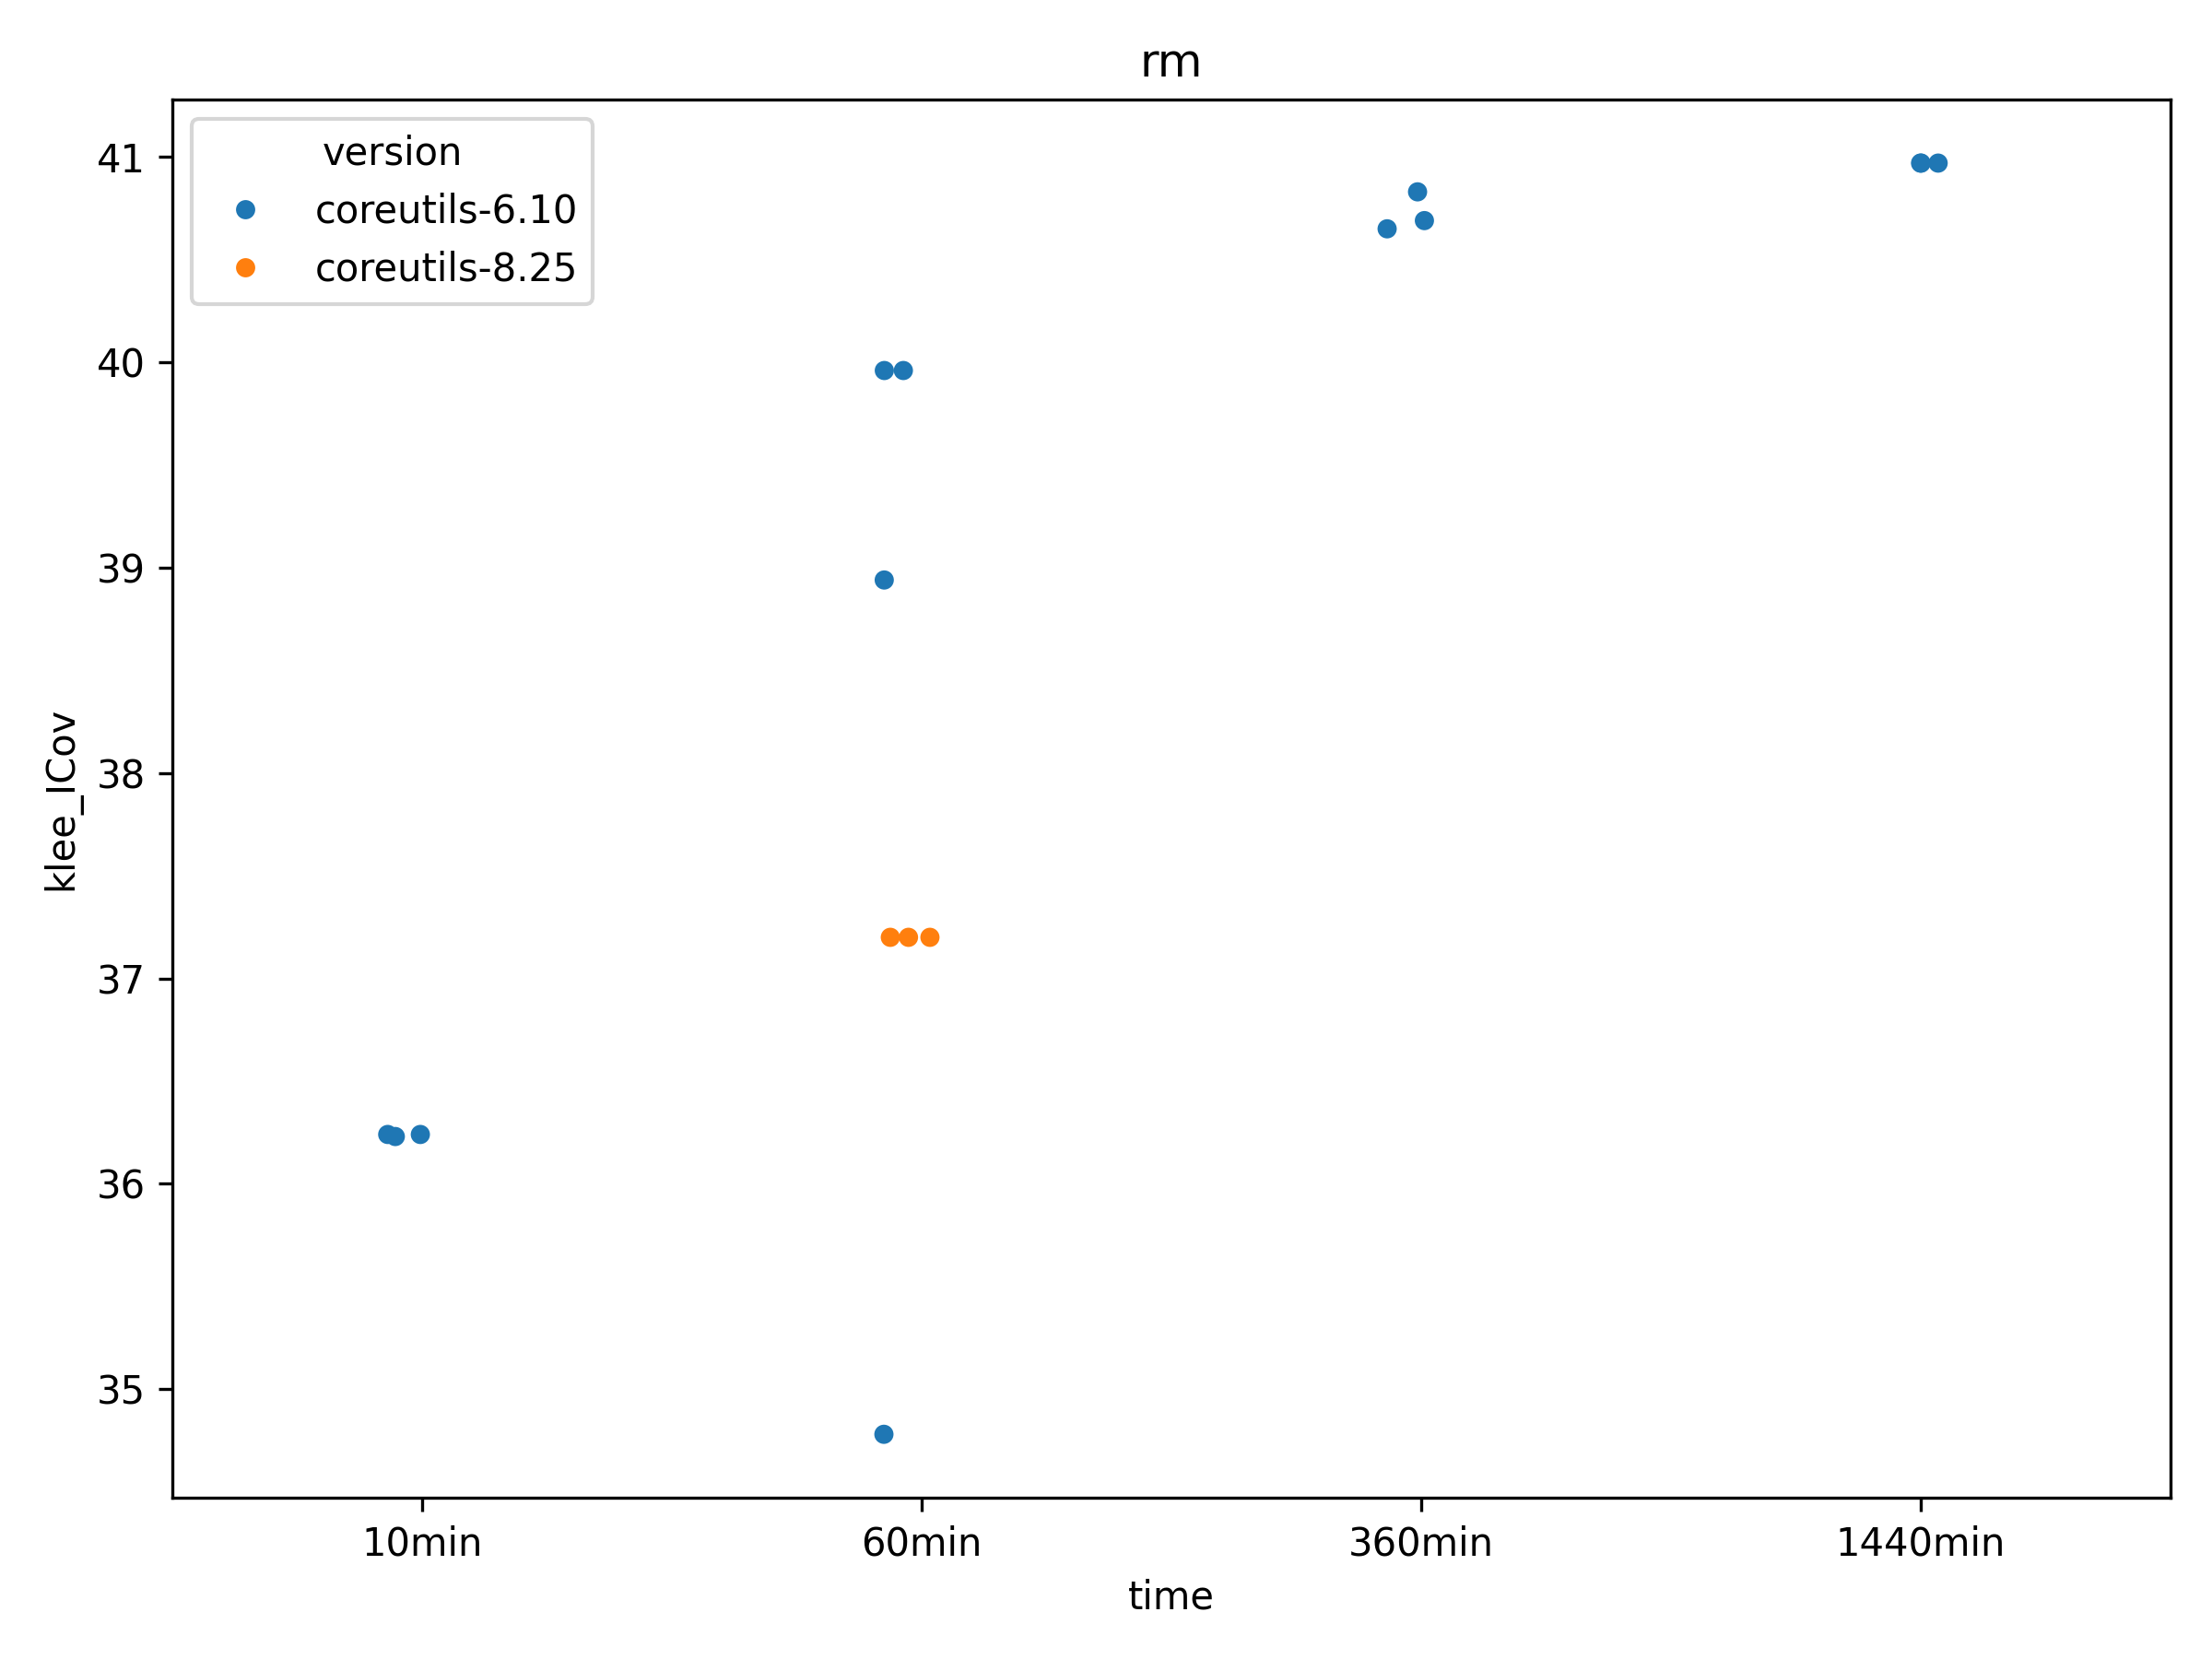 rm
version
coreutils-6.10
coreutils-8.25
klee_ICov
41
40
39
38
37
36
35
10min
60min
360min
1440min
time